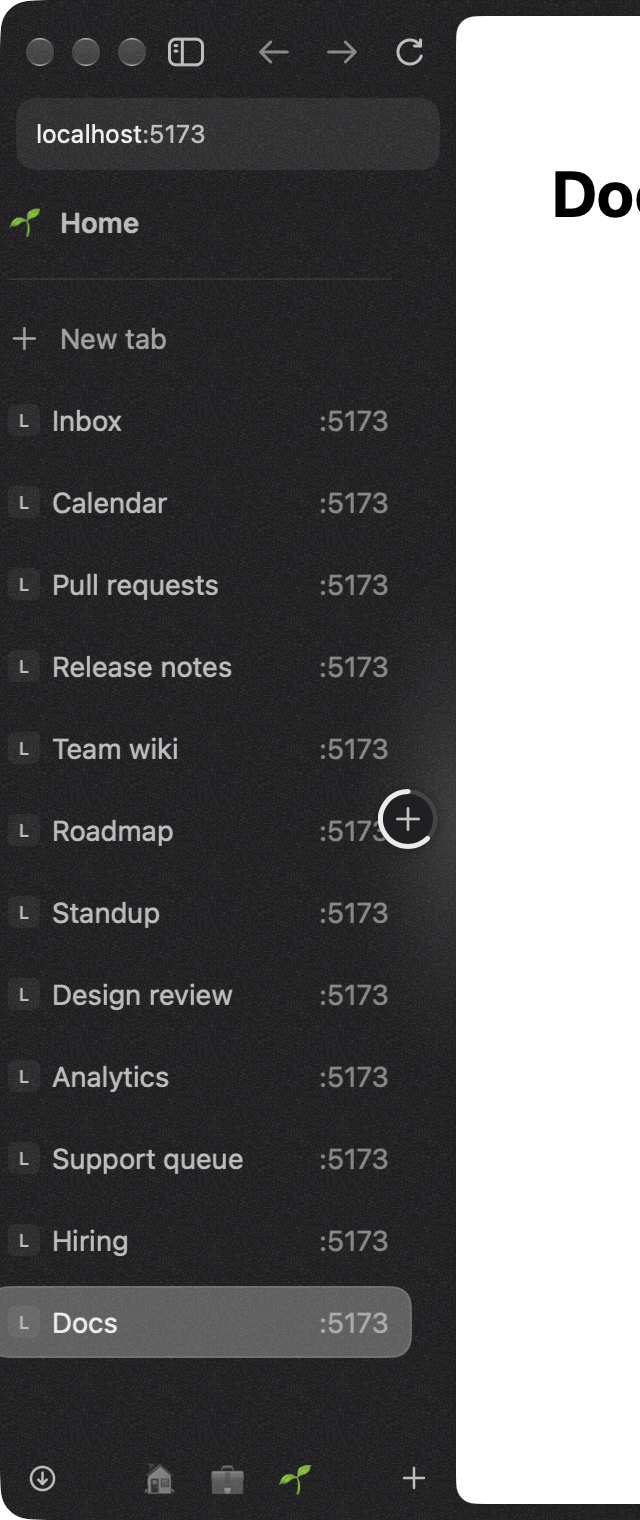 localhost:5173
Home
New tab
L Inbox :5173
L Calendar :5173
L Pull requests :5173
L Release notes :5173
L Team wiki :5173
L Roadmap :5173
L Standup :5173
L Design review :5173
L Analytics :5173
L Support queue :5173
L Hiring :5173
L Docs :5173